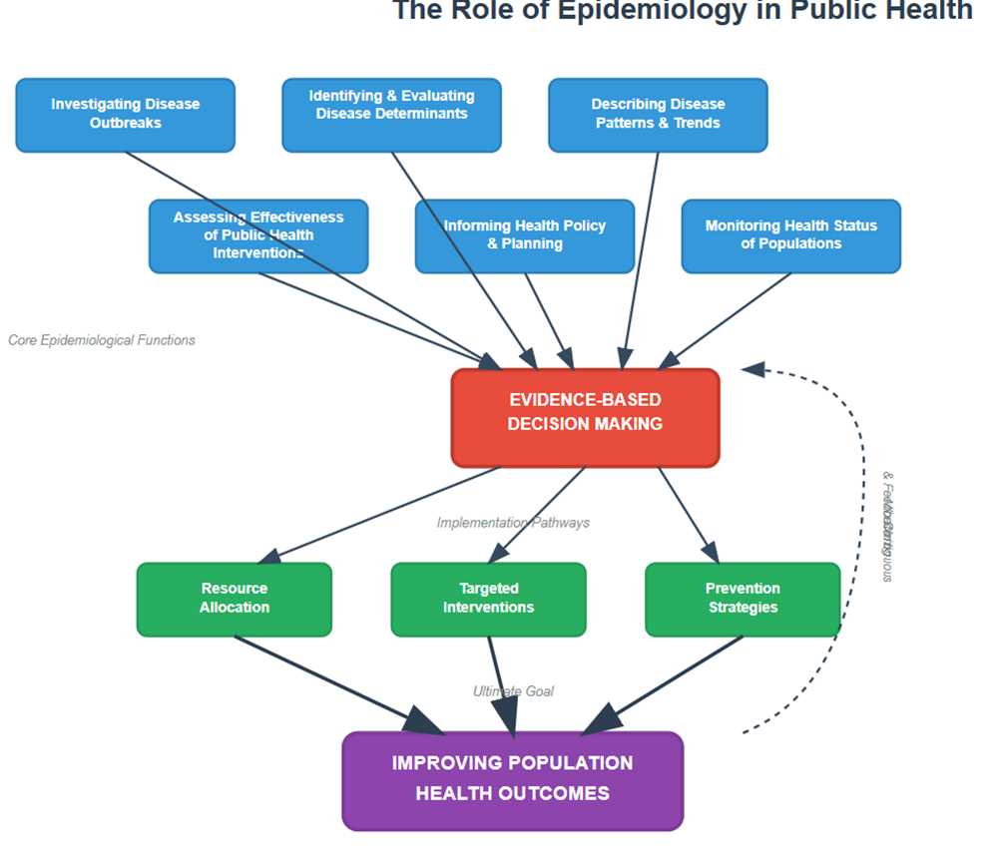 The Role of Epidemiology in Public Health
Investigating Disease
Outbreaks
Identifying & Evaluating
Disease Determinants
Describing Disease
Patterns & Trends
Assessing Effectiveness
of Public Health
Interventions
Informing Health Policy
& Planning
Monitoring Health Status
of Populations
Core Epidemiological Functions
EVIDENCE-BASED
DECISION MAKING
Implementation Pathways
Resource
Allocation
Targeted
Interventions
Prevention
Strategies
Ultimate Goal
IMPROVING POPULATION
HEALTH OUTCOMES